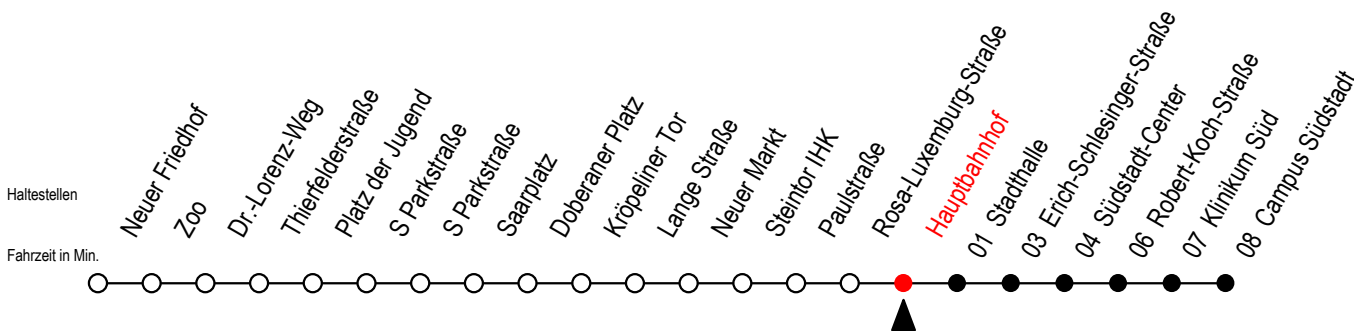 Haltestellen
Fahrzeit in Min.
Neuer Friedhof
Zoo
Dr.-Lorenz-Weg
Thierfelderstraße
Platz der Jugend
S Parkstraße
S Parkstraße
Saarplatz
Doberaner Platz
Kröpeliner Tor
Lange Straße
Neuer Markt
Steintor IHK
Paulstraße
Rosa-Luxemburg-Straße
Hauptbahnhof
01 Stadthalle
03 Erich-Schlesinger-Straße
04 Südstadt-Center
06 Robert-Koch-Straße
07 Klinikum Süd
08 Campus Südstadt